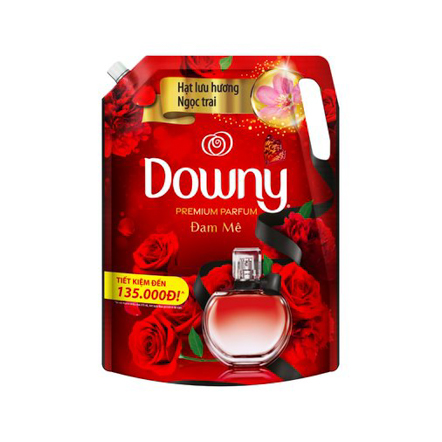 Hạt lưu hương
Ngọc trai
Downy
PREMIUM PARFUM
Đam Mê
TIẾT KIỆM ĐẾN
135.000Đ!*